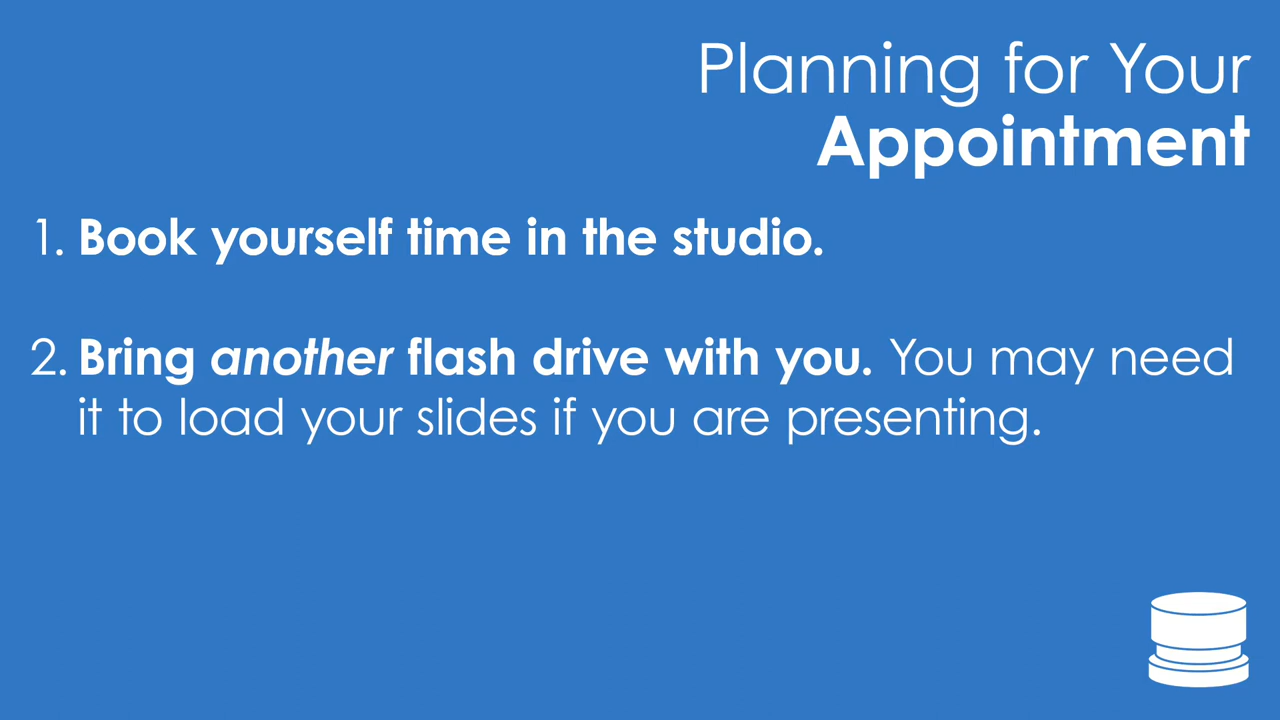 Planning for Your
Appointment
1. Book yourself time in the studio.
2. Bring another flash drive with you. You may need
it to load your slides if you are presenting.